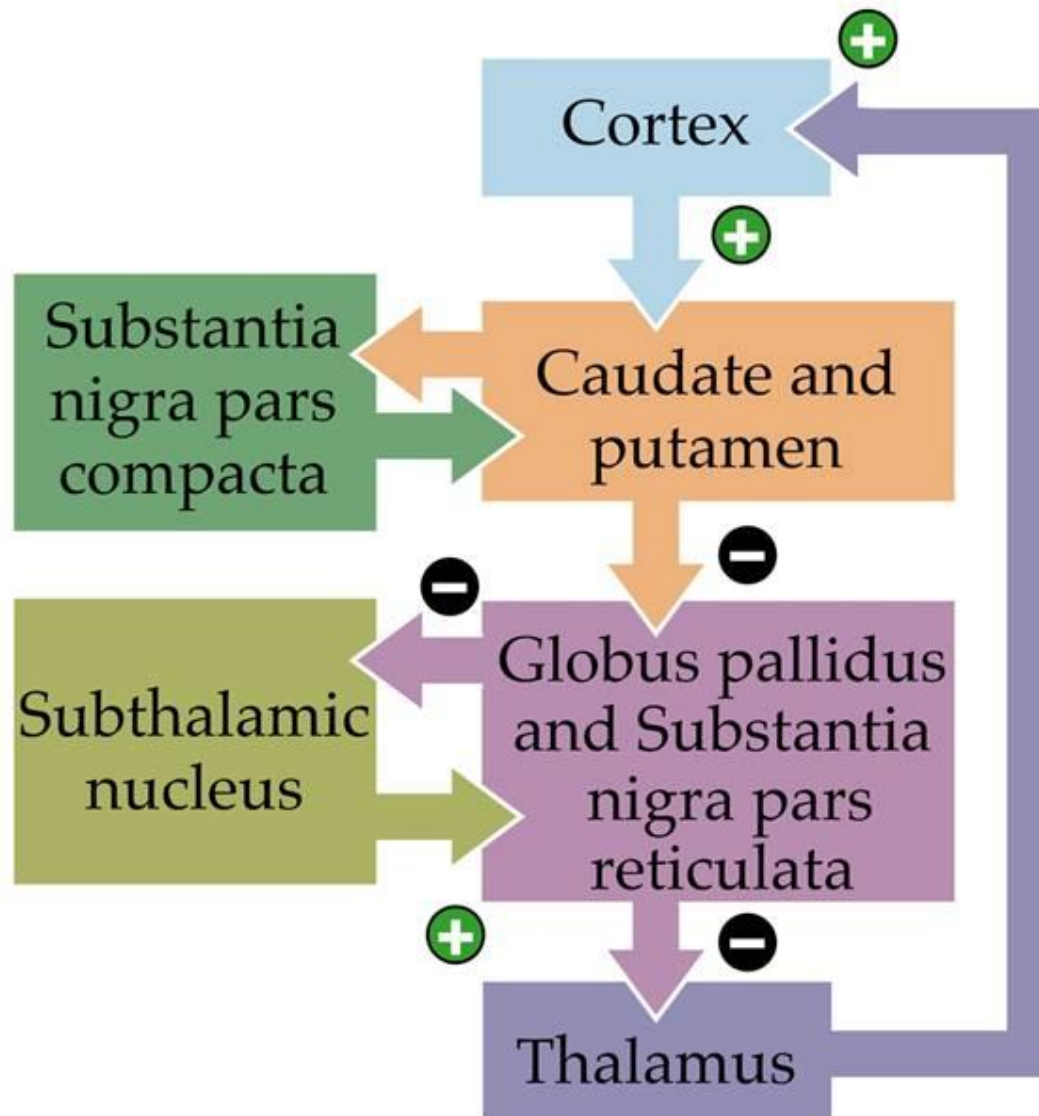 +
Cortex
+
Substantia
nigra pars
compacta
Caudate and
putamen
−
−
Subthalamic
nucleus
Globus pallidus
and Substantia
nigra pars
reticulata
+
−
Thalamus